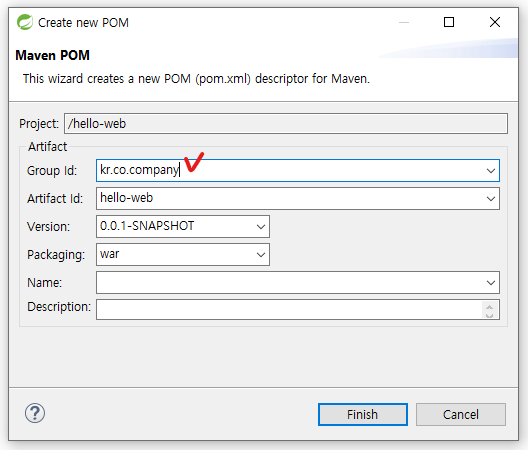 Create new POM
Maven POM
This wizard creates a new POM (pom.xml) descriptor for Maven.
Project: /hello-web
Artifact
Group Id: kr.co.company
Artifact Id: hello-web
Version: 0.0.1-SNAPSHOT
Packaging: war
Name:
Description:
? Finish Cancel